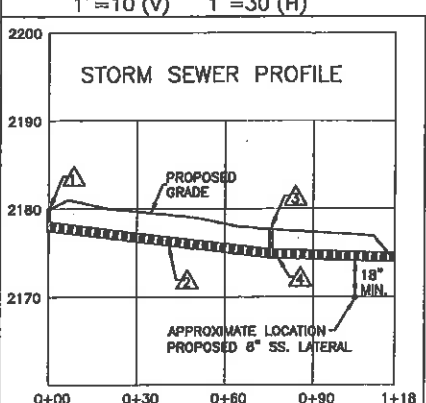 1"=10'(V) 1"=30'(H)
2200
STORM SEWER PROFILE
2190
1
PROPOSED
GRADE
3
2180
2
4
18"
MIN.
2170
APPROXIMATE LOCATION
PROPOSED 8" SS. LATERAL
0+00 0+30 0+60 0+90 1+18